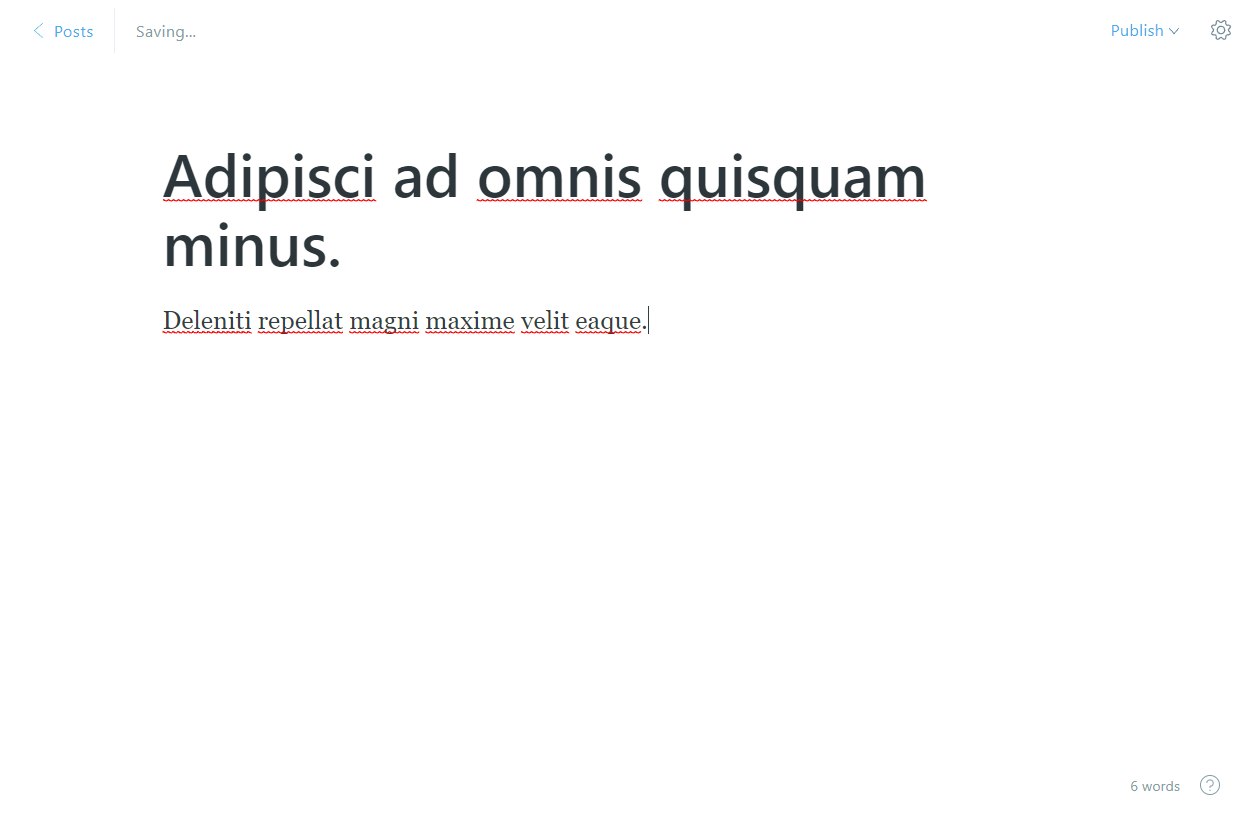 Posts
Saving...
Publish
Adipisci ad omnis quisquam
minus.
Deleniti repellat magni maxime velit eaque.
6 words
?